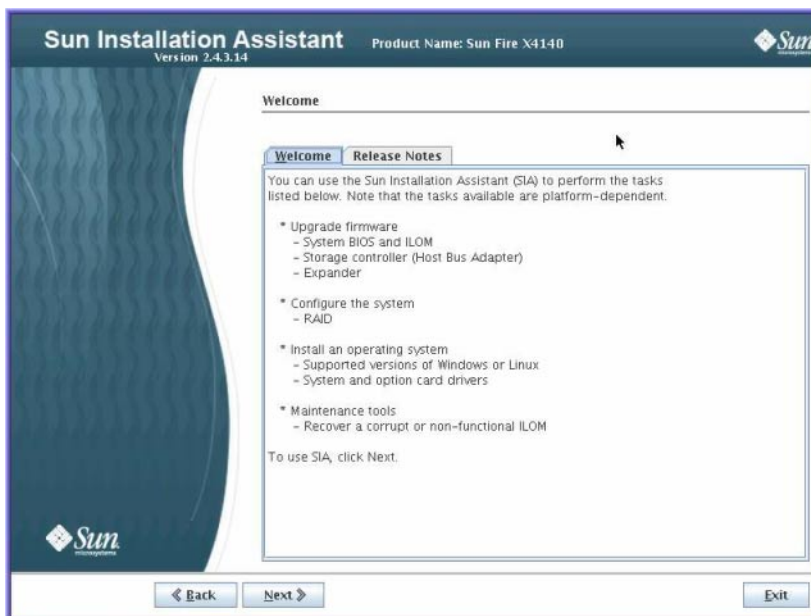 Sun Installation Assistant
Product Name: Sun Fire X4140
Sun
microsystems
Version 2.4.3.14
Welcome
Welcome
Release Notes
You can use the Sun Installation Assistant (SIA) to perform the tasks
listed below. Note that the tasks available are platform-dependent.
* Upgrade firmware
- System BIOS and ILOM
- Storage controller (Host Bus Adapter)
- Expander
* Configure the system
- RAID
* Install an operating system
- Supported versions of Windows or Linux
- System and option card drivers
* Maintenance tools
- Recover a corrupt or non-functional ILOM
To use SIA, click Next.
Sun
microsystems
Back
Next
Exit